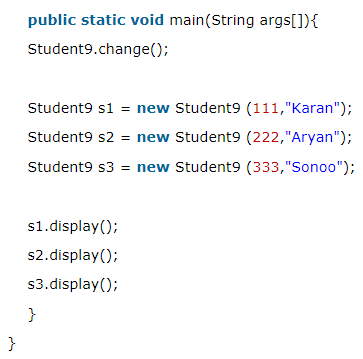 public static void main(String args[]){
Student9.change();
Student9 s1 = new Student9 (111,"Karan");
Student9 s2 = new Student9 (222,"Aryan");
Student9 s3 = new Student9 (333,"Sonoo");
s1.display();
s2.display();
s3.display();
}
}